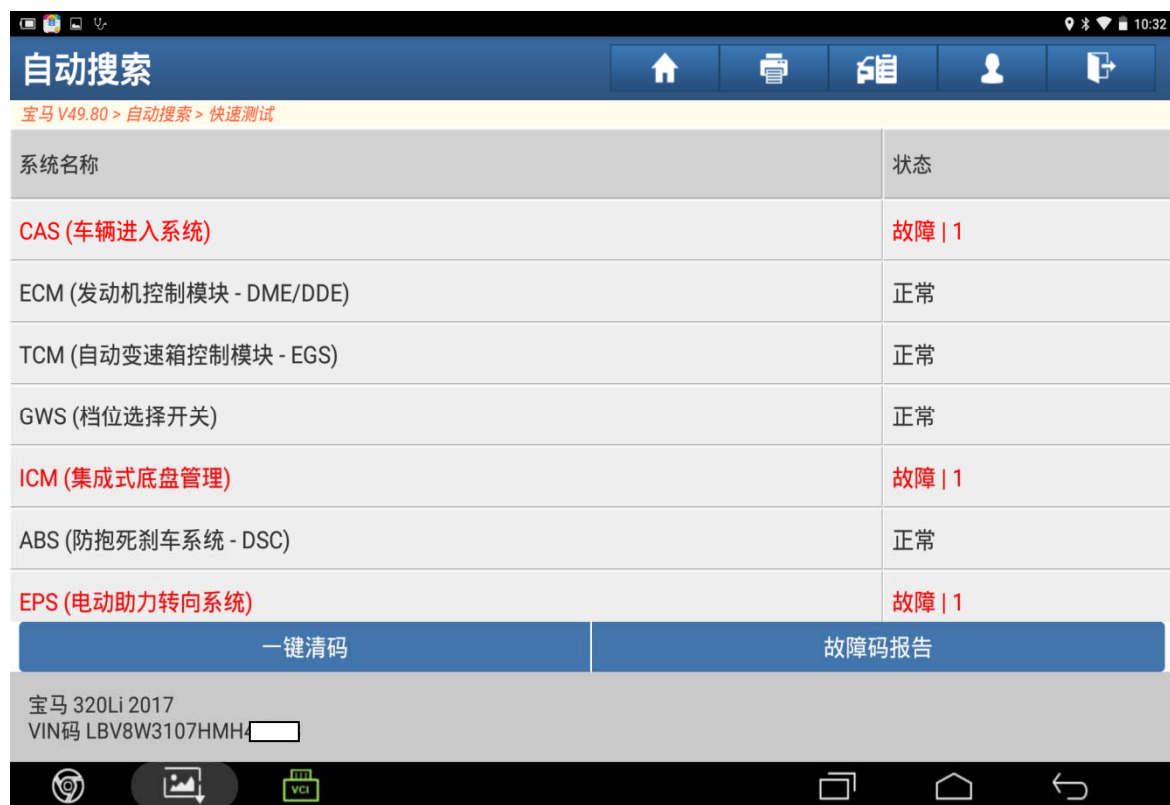 10:32
自动搜索
宝马 V49.80 > 自动搜索 > 快速测试
系统名称 状态
CAS (车辆进入系统) 故障 | 1
ECM (发动机控制模块 - DME/DDE) 正常
TCM (自动变速箱控制模块 - EGS) 正常
GWS (档位选择开关) 正常
ICM (集成式底盘管理) 故障 | 1
ABS (防抱死刹车系统 - DSC) 正常
EPS (电动助力转向系统) 故障 | 1
一键清码 故障码报告
宝马 320Li 2017
VIN码 LBV8W3107HMH4
VCI